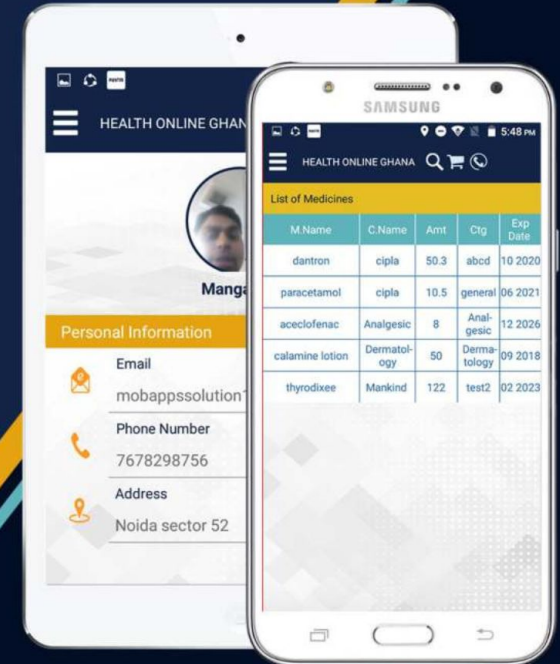 HEALTH ONLINE GHAN
Manga
Personal Information
Email
mobappssolution1
Phone Number
7678298756
Address
Noida sector 52
SAMSUNG
5:48 PM
HEALTH ONLINE GHANA
List of Medicines
M.Name C.Name Amt Ctg Exp
Date
dantron cipla 50.3 abcd 10 2020
paracetamol cipla 10.5 general 06 2021
aceclofenac Analgesic 8 Anal-
gesic 12 2026
calamine lotion Dermatol-
ogy 50 Derma-
tology 09 2018
thyrodixee Mankind 122 test2 02 2023